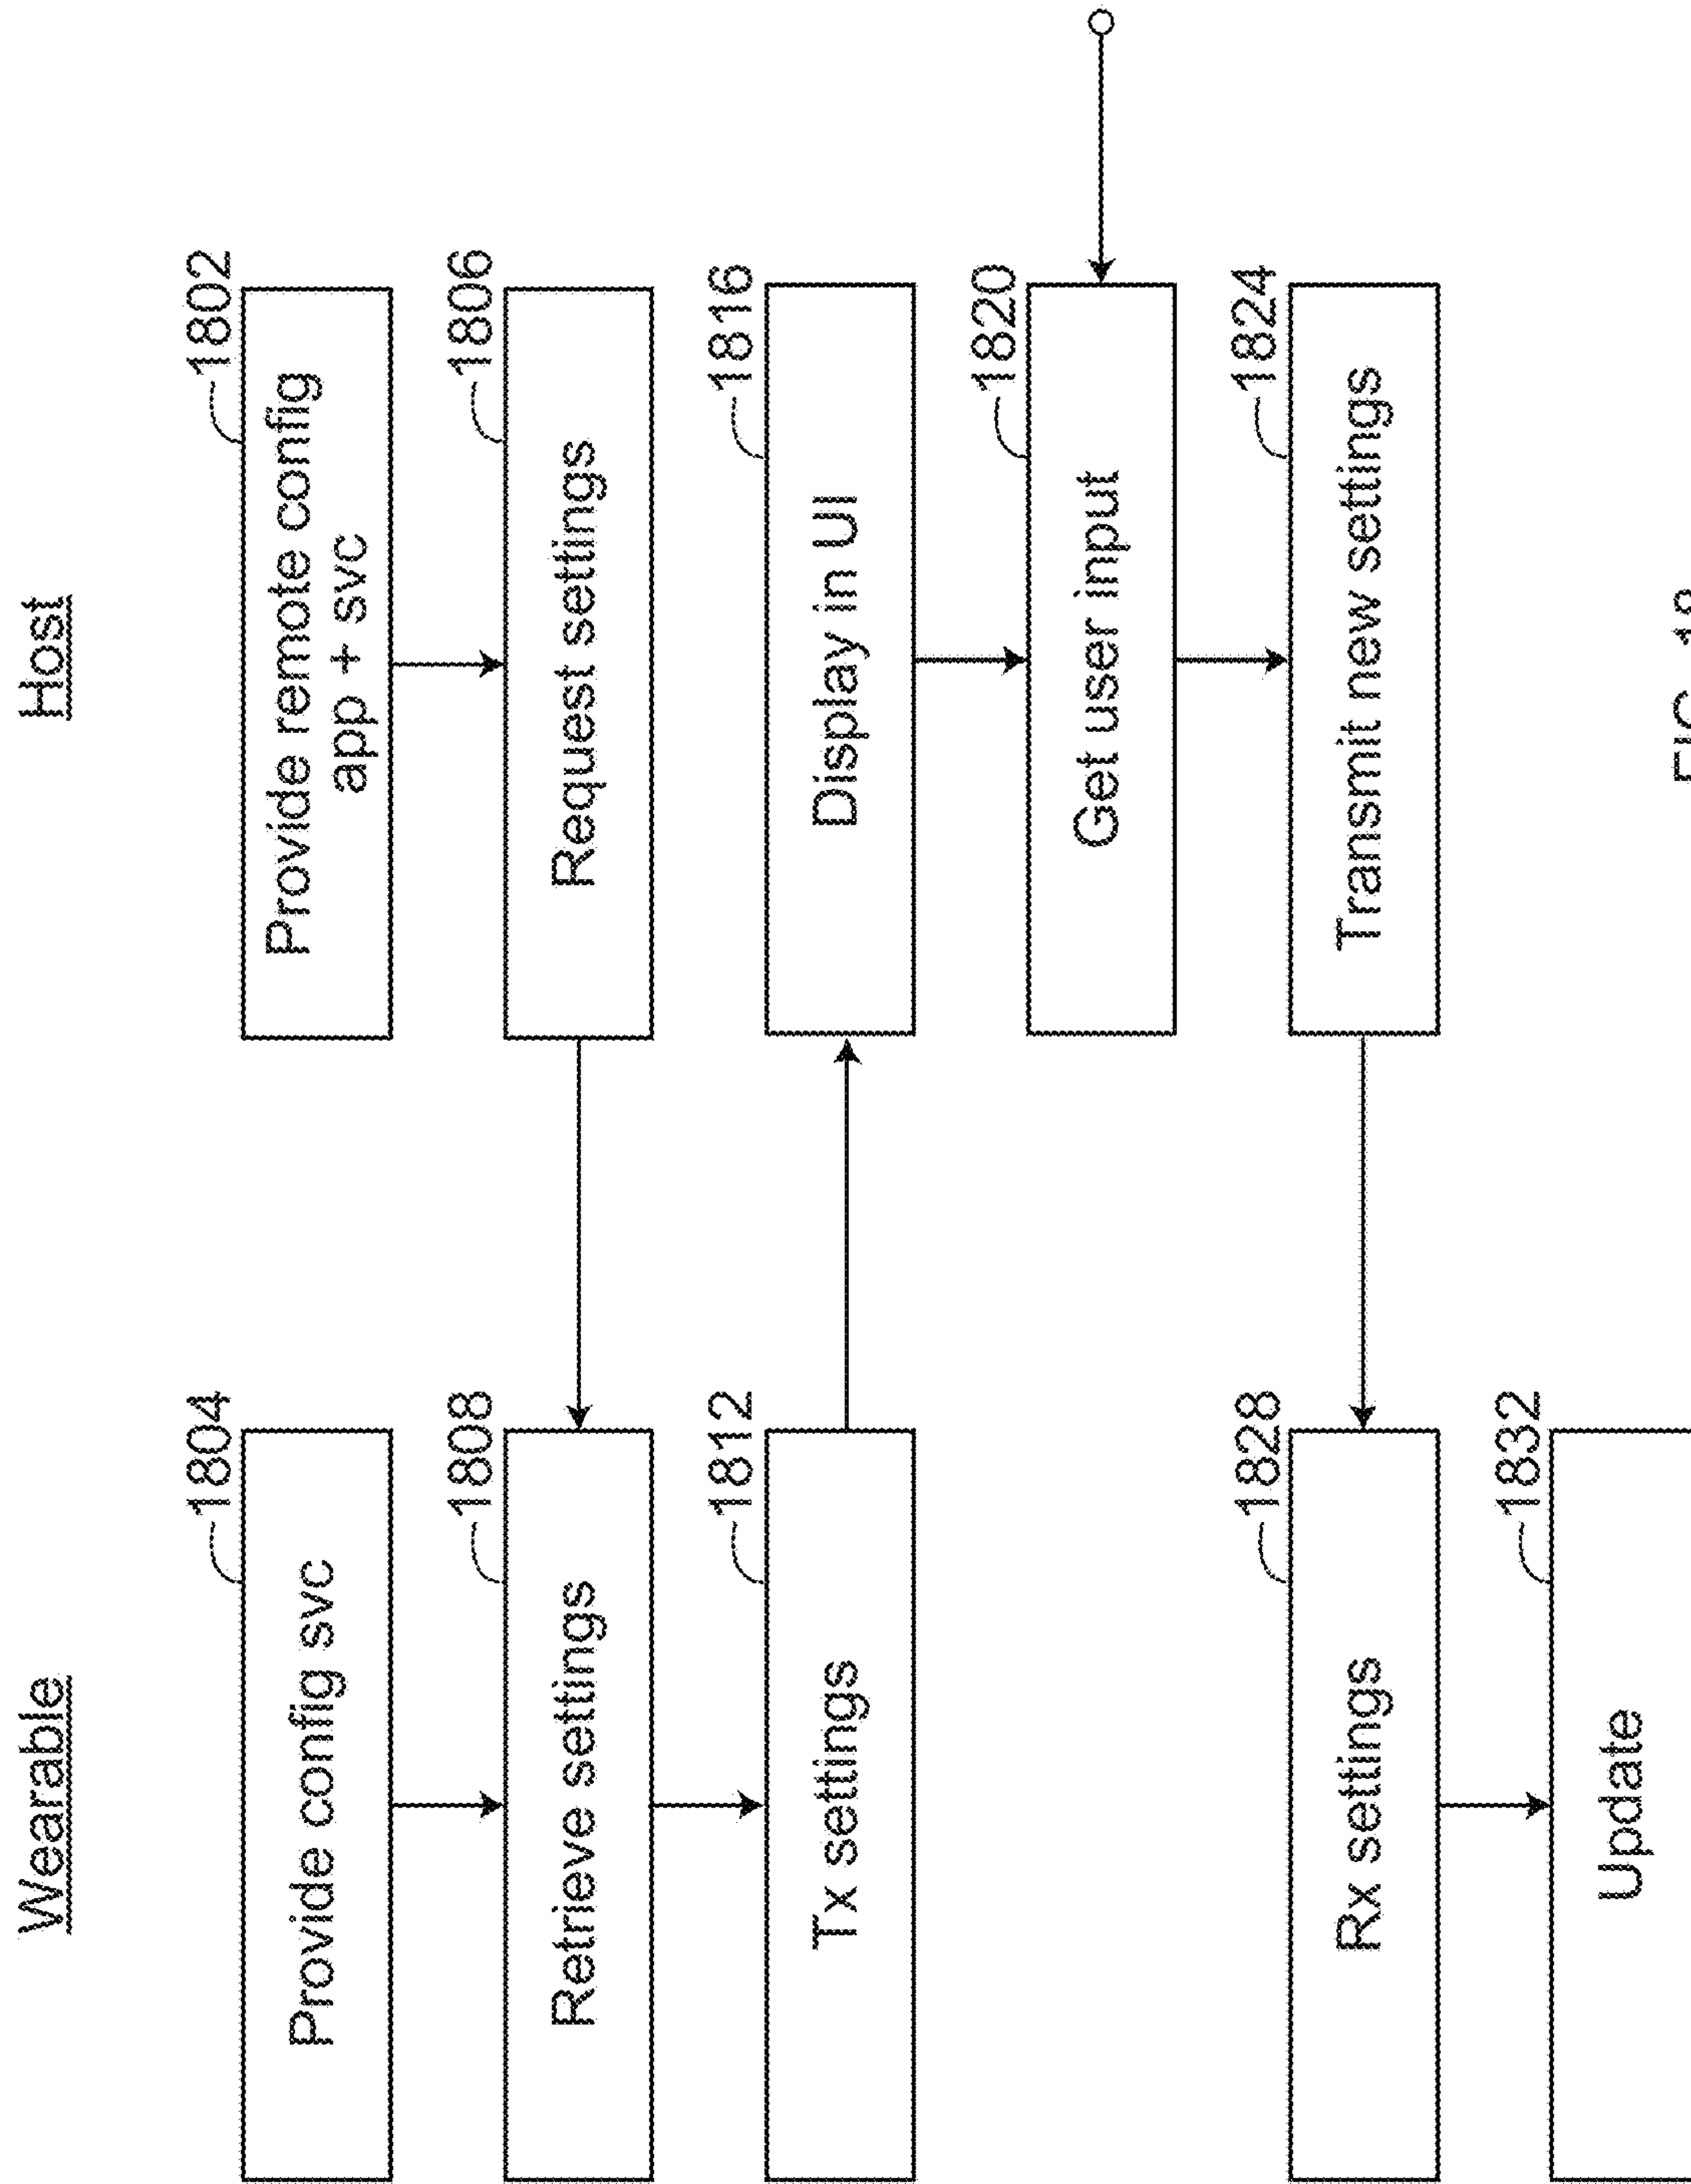 Wearable
Host
1804
Provide config svc
1802
Provide remote config
app + svc
1808
Retrieve settings
1806
Request settings
1812
Tx settings
1816
Display in UI
1820
Get user input
1828
Rx settings
1824
Transmit new settings
1832
Update